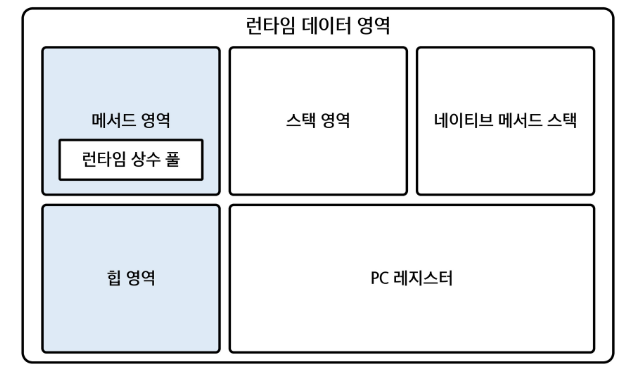 런타임 데이터 영역
메서드 영역
스택 영역
네이티브 메서드 스택
런타임 상수 풀
힙 영역
PC 레지스터